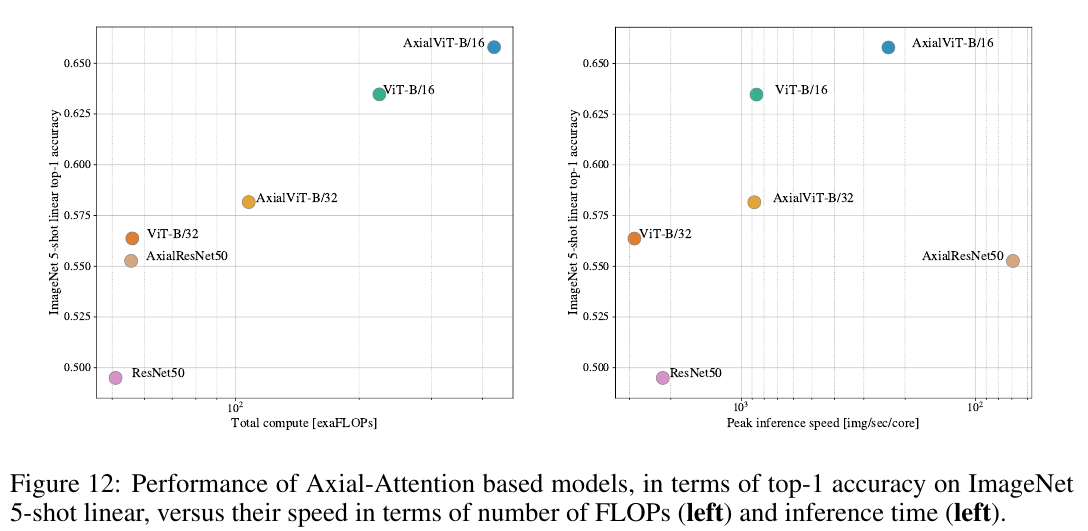 AxialViT-B/16
ViT-B/16
AxialViT-B/32
ViT-B/32
AxialResNet50
ResNet50
0.650
0.625
0.600
0.575
0.550
0.525
0.500
ImageNet 5-shot linear top-1 accuracy
10²
Total compute [exaFLOPs]
AxialViT-B/16
ViT-B/16
AxialViT-B/32
ViT-B/32
AxialResNet50
ResNet50
0.650
0.625
0.600
0.575
0.550
0.525
0.500
ImageNet 5-shot linear top-1 accuracy
10³
10²
Peak inference speed [img/sec/core]
Figure 12: Performance of Axial-Attention based models, in terms of top-1 accuracy on ImageNet
5-shot linear, versus their speed in terms of number of FLOPs (left) and inference time (left).